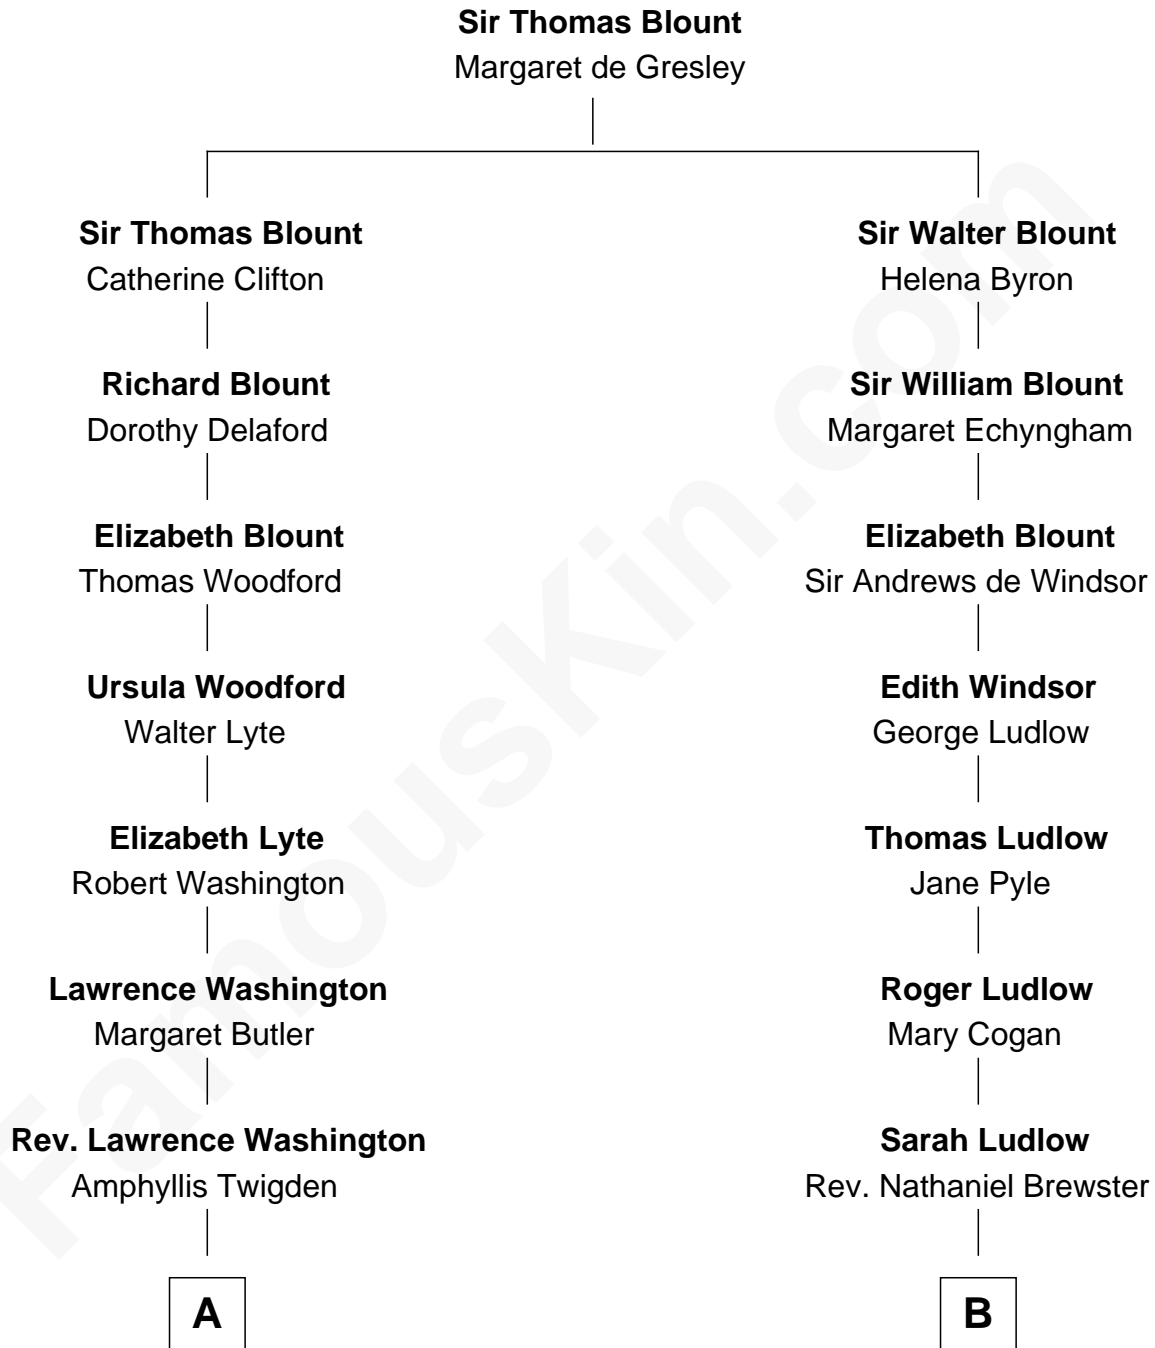 Sir Thomas Blount
Margaret de Gresley
Sir Thomas Blount
Catherine Clifton
Sir Walter Blount
Helena Byron
Richard Blount
Dorothy Delaford
Sir William Blount
Margaret Echyngham
Elizabeth Blount
Thomas Woodford
Elizabeth Blount
Sir Andrews de Windsor
Ursula Woodford
Walter Lyte
Edith Windsor
George Ludlow
Elizabeth Lyte
Robert Washington
Thomas Ludlow
Jane Pyle
Lawrence Washington
Margaret Butler
Roger Ludlow
Mary Cogan
Rev. Lawrence Washington
Amphyllis Twigden
Sarah Ludlow
Rev. Nathaniel Brewster
A
B
FamousKin.com